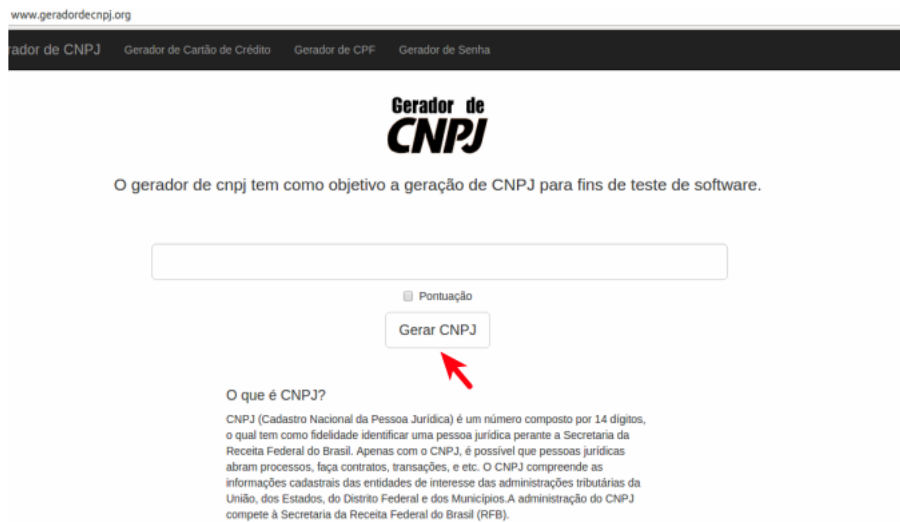 www.geradordecnpj.org
rador de CNPJ Gerador de Cartão de Crédito Gerador de CPF Gerador de Senha
Gerador de
CNPJ
O gerador de cnpj tem como objetivo a geração de CNPJ para fins de teste de software.
Pontuação
Gerar CNPJ
O que é CNPJ?
CNPJ (Cadastro Nacional da Pessoa Jurídica) é um número composto por 14 dígitos,
o qual tem como fidelidade identificar uma pessoa jurídica perante a Secretaria da
Receita Federal do Brasil. Apenas com o CNPJ, é possível que pessoas jurídicas
abram processos, faça contratos, transações, e etc. O CNPJ compreende as
informações cadastrais das entidades de interesse das administrações tributárias da
União, dos Estados, do Distrito Federal e dos Municípios.A administração do CNPJ
compete à Secretaria da Receita Federal do Brasil (RFB).